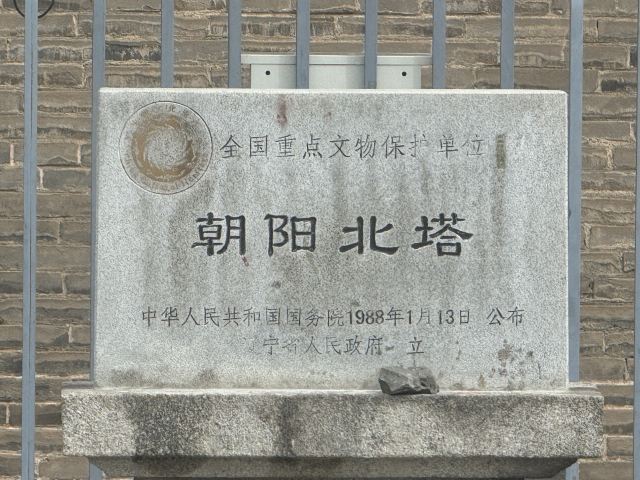 全国重点文物保护单位
朝阳北塔
中华人民共和国国务院1988年1月13日 公布
宁省人民政府 立